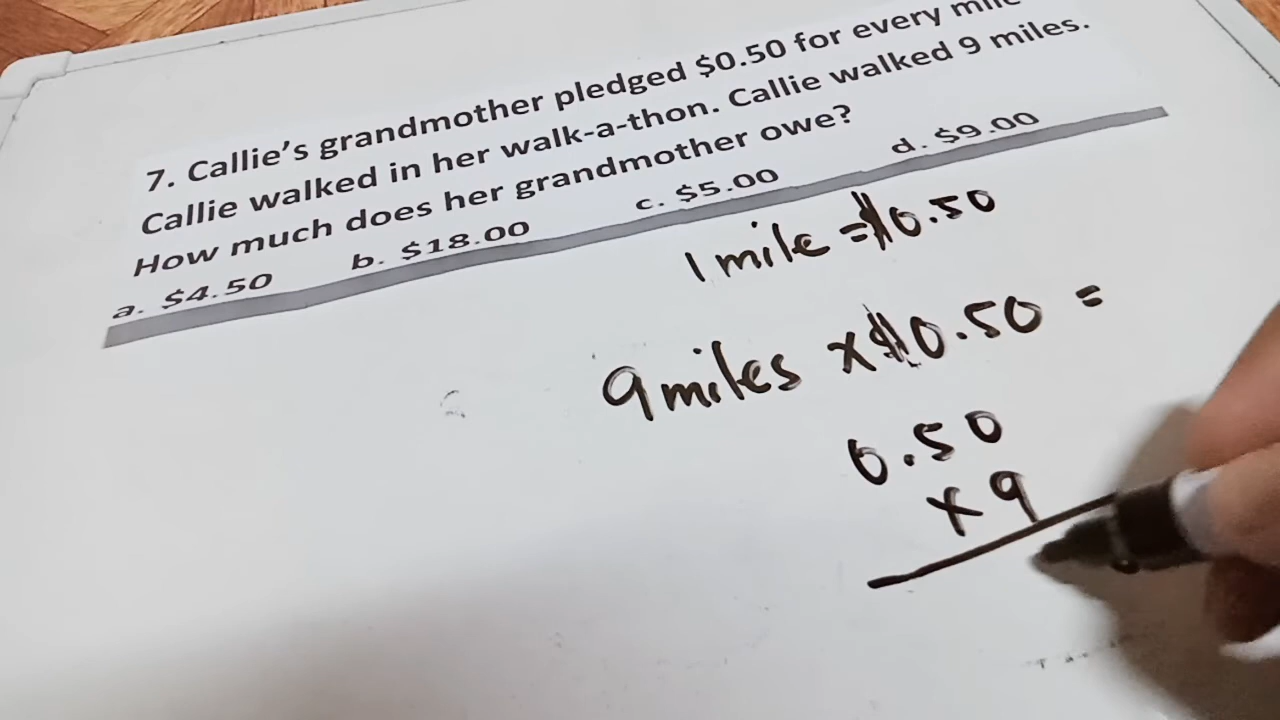 7. Callie's grandmother pledged $0.50 for every mile
Callie walked in her walk-a-thon. Callie walked 9 miles.
How much does her grandmother owe?
a. $4.50 b. $18.00 c. $5.00 d. $9.00
1 mile = $0.50
9 miles x $0.50 =
0.50
x 9